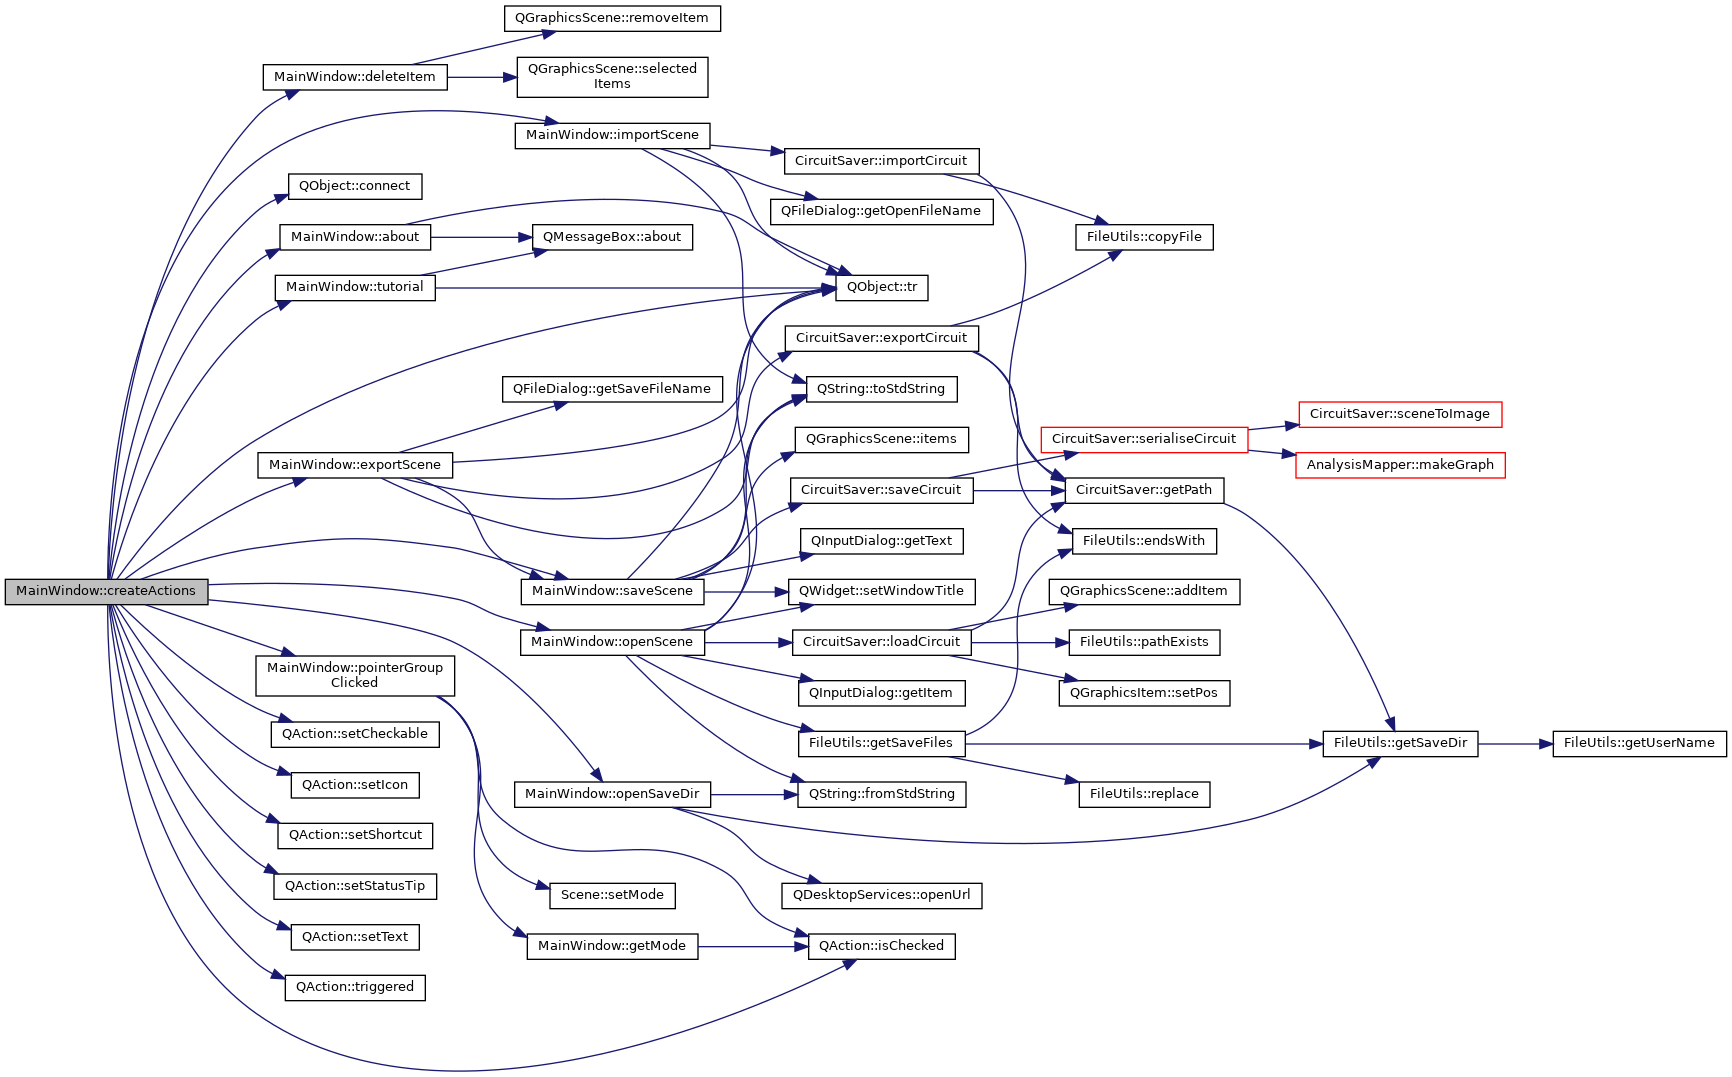 QGraphicsScene::removeItem
MainWindow::deleteItem
QGraphicsScene::selected
Items
MainWindow::importScene
CircuitSaver::importCircuit
QObject::connect
QFileDialog::getOpenFileName
MainWindow::about
QMessageBox::about
FileUtils::copyFile
MainWindow::tutorial
QObject::tr
CircuitSaver::exportCircuit
QFileDialog::getSaveFileName
QString::toStdString
CircuitSaver::sceneToImage
QGraphicsScene::items
CircuitSaver::serialiseCircuit
MainWindow::exportScene
AnalysisMapper::makeGraph
CircuitSaver::saveCircuit
CircuitSaver::getPath
QInputDialog::getText
FileUtils::endsWith
MainWindow::createActions
MainWindow::saveScene
QWidget::setWindowTitle
QGraphicsScene::addItem
MainWindow::openScene
CircuitSaver::loadCircuit
FileUtils::pathExists
MainWindow::pointerGroup
Clicked
QInputDialog::getItem
QGraphicsItem::setPos
QAction::setCheckable
FileUtils::getSaveFiles
FileUtils::getSaveDir
FileUtils::getUserName
QAction::setIcon
MainWindow::openSaveDir
QString::fromStdString
FileUtils::replace
QAction::setShortcut
QAction::setStatusTip
Scene::setMode
QDesktopServices::openUrl
QAction::setText
MainWindow::getMode
QAction::isChecked
QAction::triggered